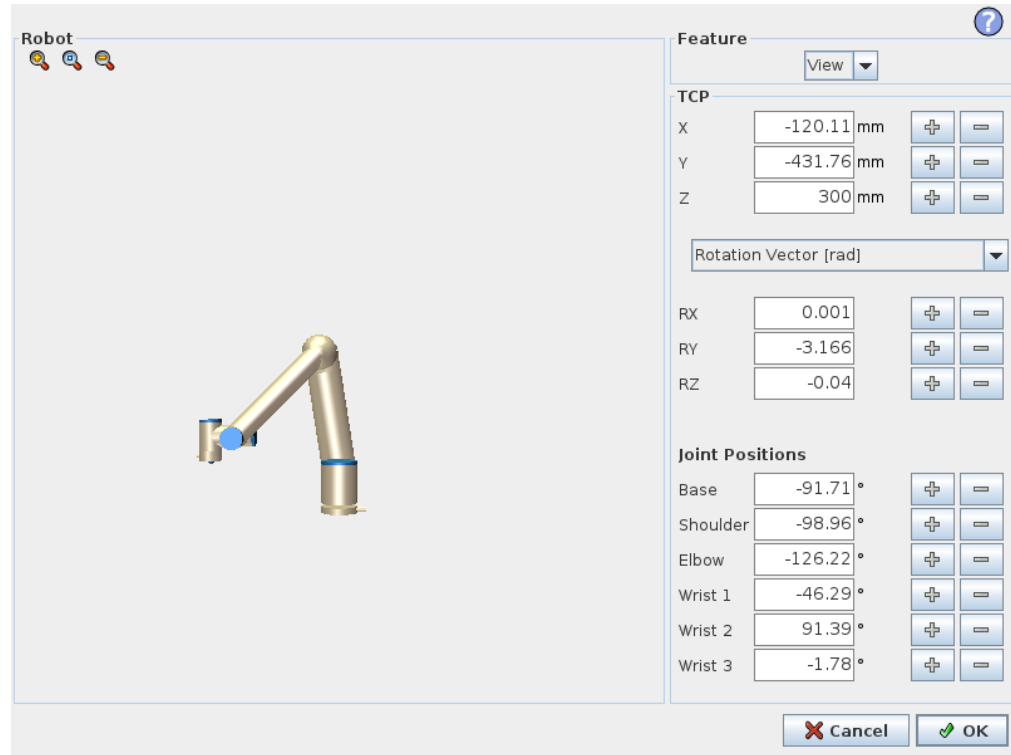 Robot
Feature
View
TCP
X -120.11 mm
Y -431.76 mm
Z 300 mm
Rotation Vector [rad]
RX 0.001
RY -3.166
RZ -0.04
Joint Positions
Base -91.71 °
Shoulder -98.96 °
Elbow -126.22 °
Wrist 1 -46.29 °
Wrist 2 91.39 °
Wrist 3 -1.78 °
Cancel OK